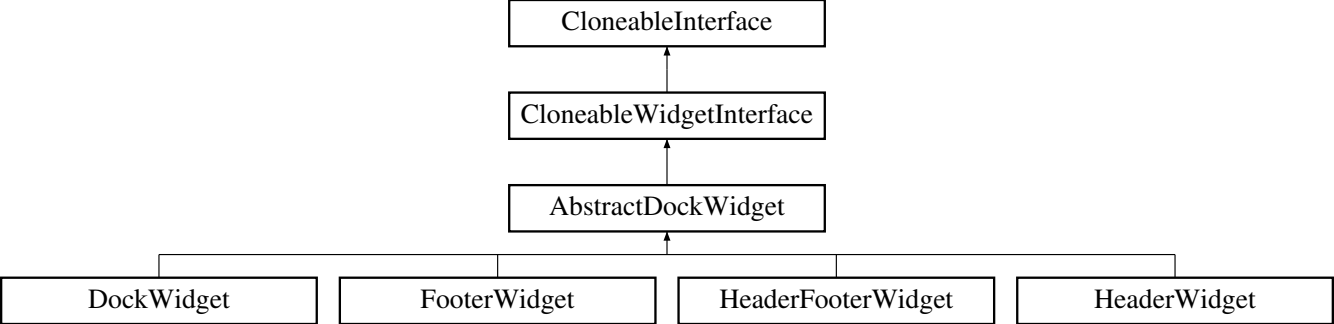 CloneableInterface
CloneableWidgetInterface
AbstractDockWidget
DockWidget
FooterWidget
HeaderFooterWidget
HeaderWidget